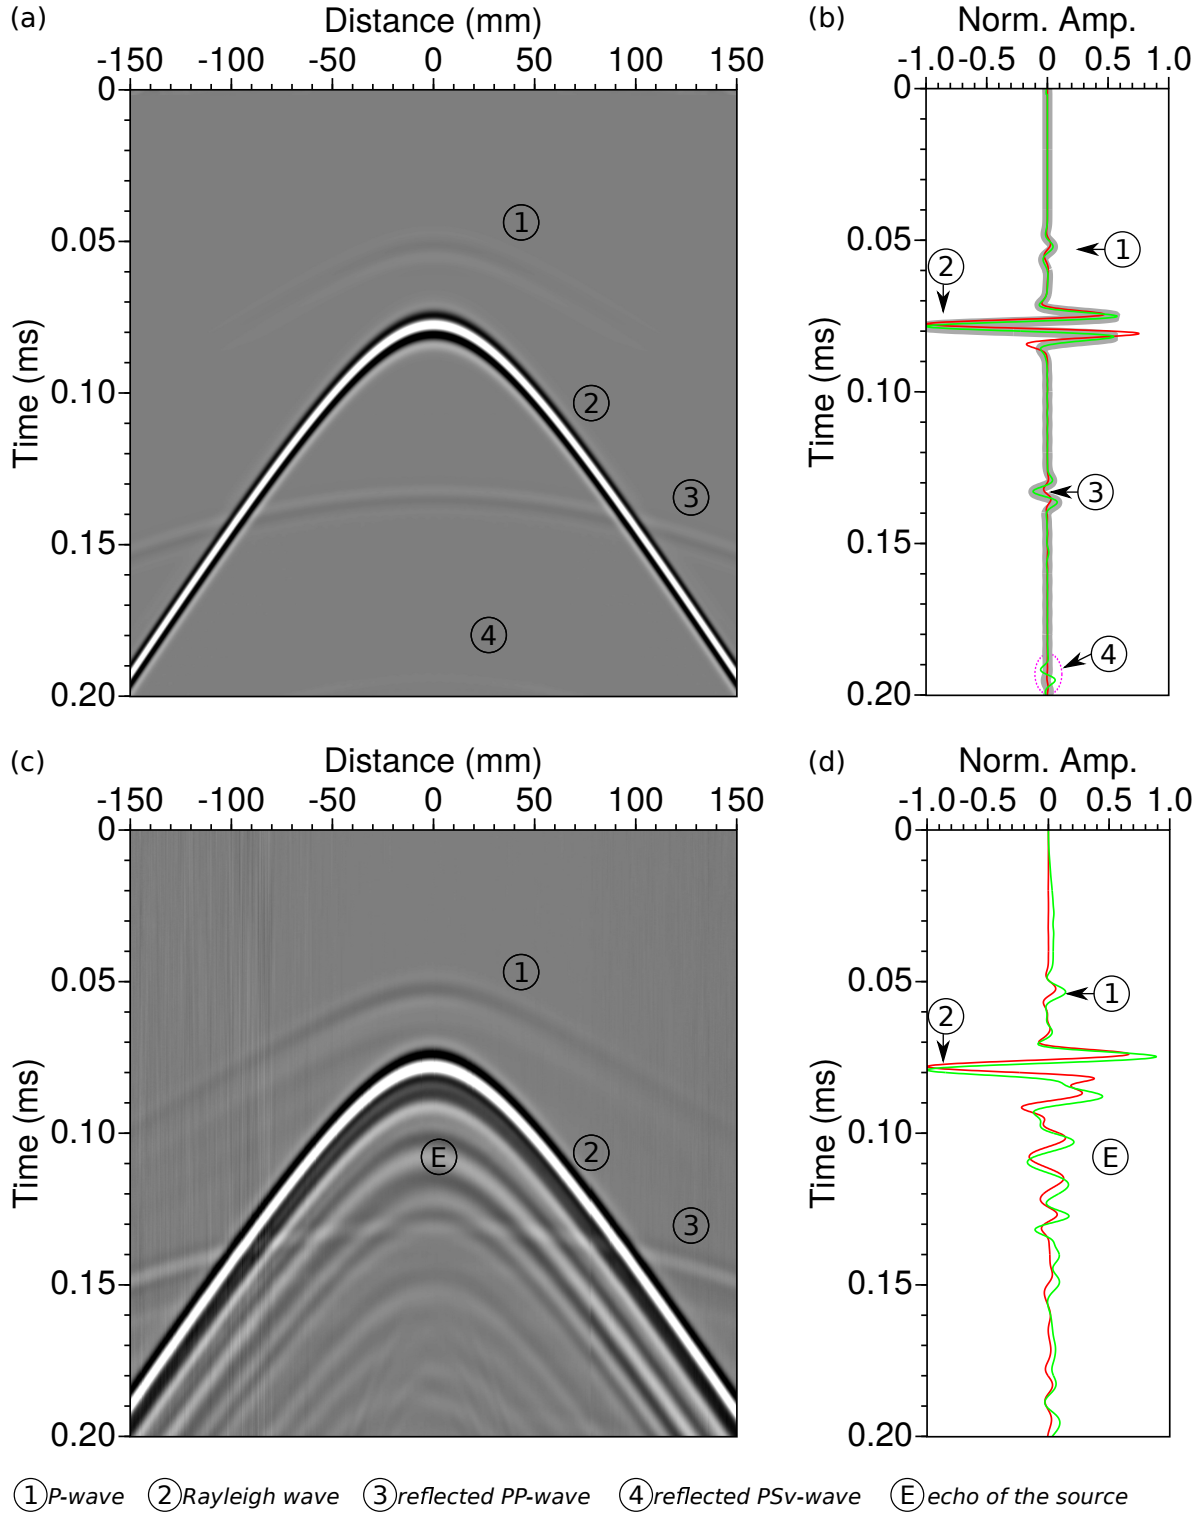 (a)
Distance (mm)
-150 -100 -50 0 50 100 150
0
0.05
0.10
0.15
0.20
Time (ms)
1
2
3
4
(b)
Norm. Amp.
-1.0 -0.5 0 0.5 1.0
0
0.05
0.10
0.15
0.20
Time (ms)
1
2
3
4
(c)
Distance (mm)
-150 -100 -50 0 50 100 150
0
0.05
0.10
0.15
0.20
Time (ms)
1
E
2
3
(d)
Norm. Amp.
-1.0 -0.5 0 0.5 1.0
0
0.05
0.10
0.15
0.20
Time (ms)
1
2
E
1 P-wave 2 Rayleigh wave 3 reflected PP-wave 4 reflected PSv-wave E echo of the source